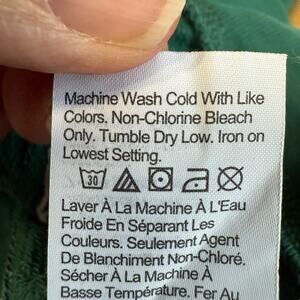 Machine Wash Cold With Like
Colors. Non-Chlorine Bleach
Only. Tumble Dry Low. Iron on
Lowest Setting.
30
Laver À La Machine À L'Eau
Froide En Séparant Les
Couleurs. Seulement Agent
De Blanchiment Non-Chloré.
Sécher À La Machine À
Basse Température. Fer Au